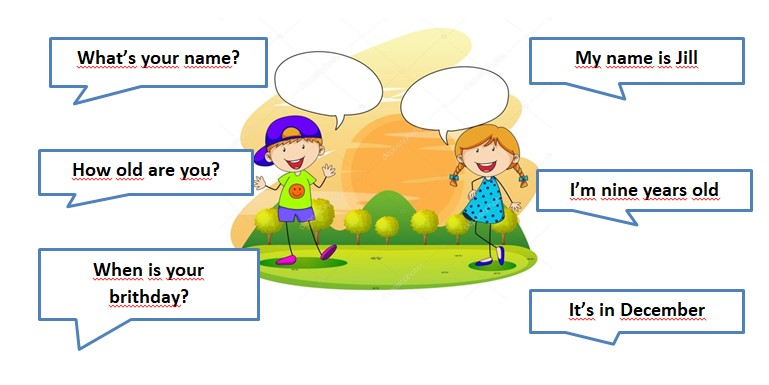 What's your name?
My name is Jill
How old are you?
I'm nine years old
When is your
brithday?
It's in December